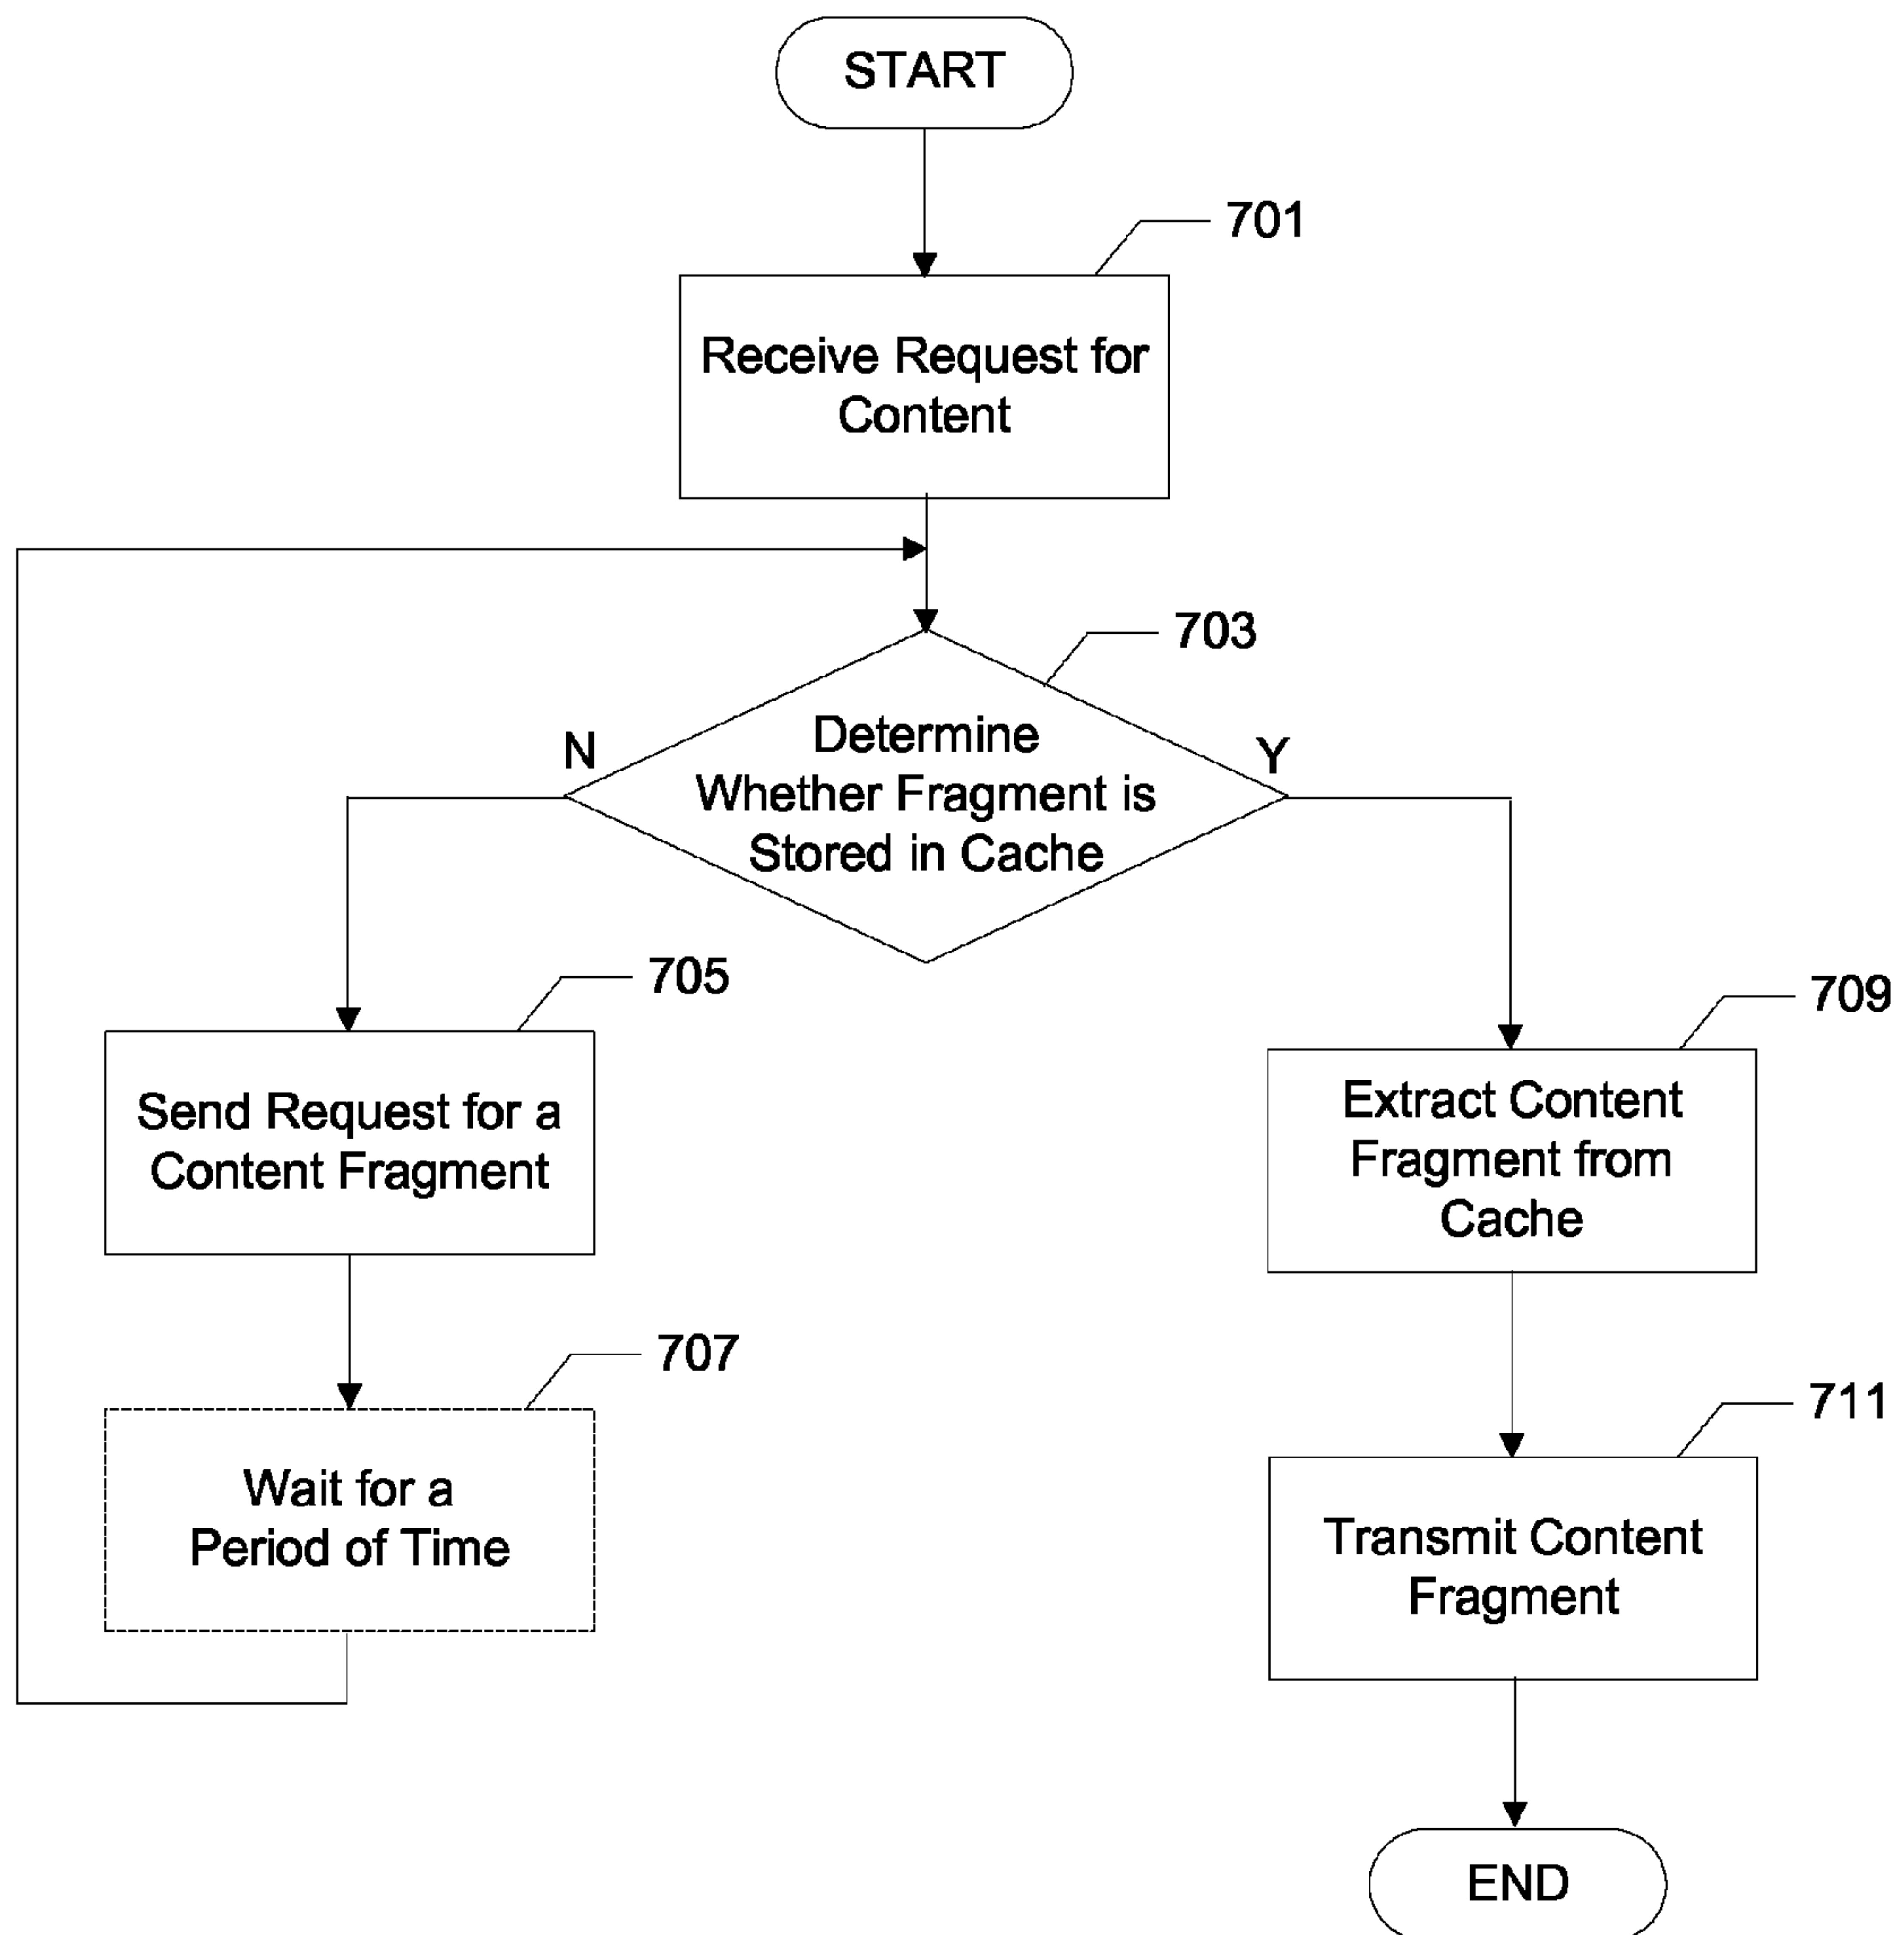 START
701
Receive Request for
Content
703
N
Y
Determine
Whether Fragment is
Stored in Cache
705
Send Request for a
Content Fragment
707
Wait for a
Period of Time
709
Extract Content
Fragment from
Cache
711
Transmit Content
Fragment
END